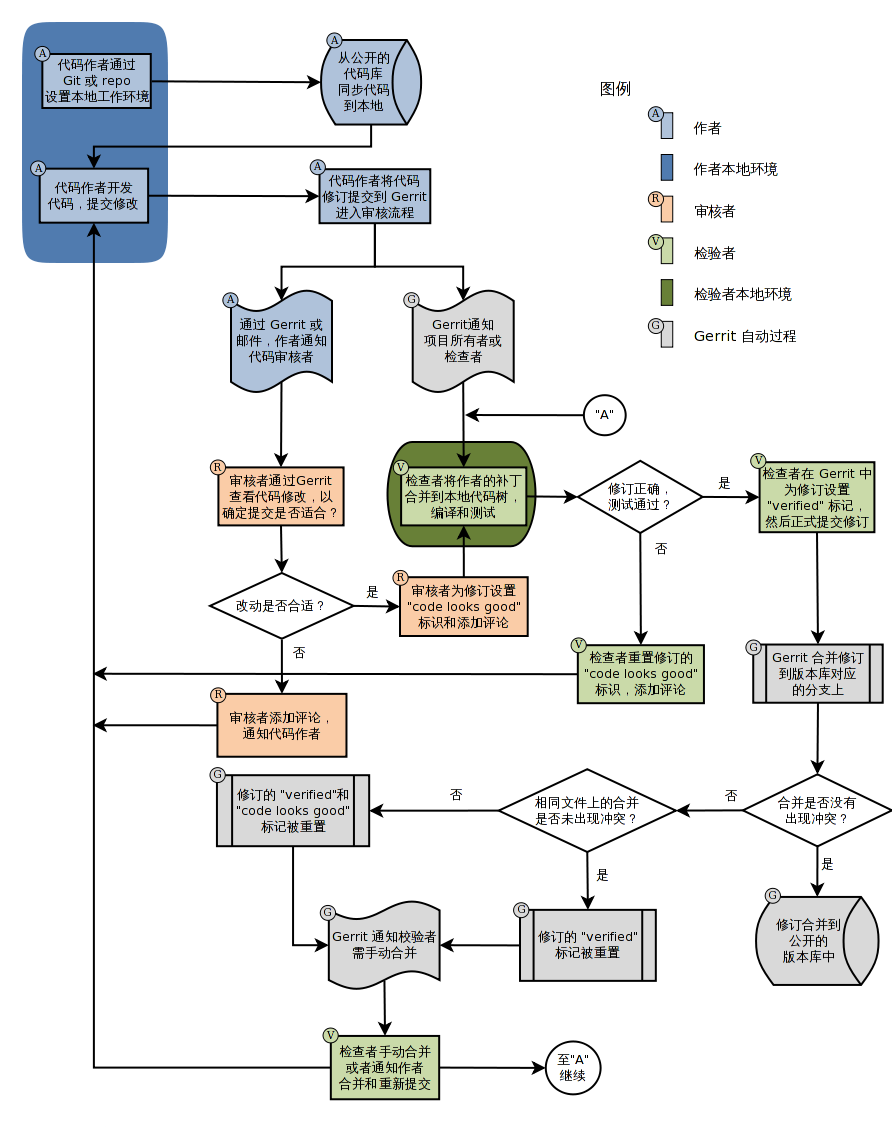 A
代码作者通过
Git 或 repo
设置本地工作环境
A
从公开的
代码库
同步代码
到本地
图例
A
作者
作者本地环境
R
审核者
V
检验者
检验者本地环境
G
Gerrit 自动过程
A
代码作者开发
代码，提交修改
A
代码作者将代码
修订提交到 Gerrit
进入审核流程
A
通过 Gerrit 或
邮件，作者通知
代码审核者
G
Gerrit通知
项目所有者或
检查者
"A"
R
审核者通过Gerrit
查看代码修改，以
确定提交是否适合？
V
检查者将作者的补丁
合并到本地代码树，
编译和测试
修订正确，
测试通过？
是
否
V
检查者在 Gerrit 中
为修订设置
"verified" 标记，
然后正式提交修订
改动是否合适？
是
否
R
审核者为修订设置
"code looks good"
标识和添加评论
V
检查者重置修订的
"code looks good"
标识，添加评论
G
Gerrit 合并修订
到版本库对应
的分支上
R
审核者添加评论，
通知代码作者
G
修订的 "verified"和
"code looks good"
标记被重置
否
相同文件上的合并
是否未出现冲突？
否
合并是否没有
出现冲突？
是
是
G
Gerrit 通知校验者
需手动合并
G
修订的 "verified"
标记被重置
G
修订合并到
公开的
版本库中
V
检查者手动合并
或者通知作者
合并和重新提交
至"A"
继续